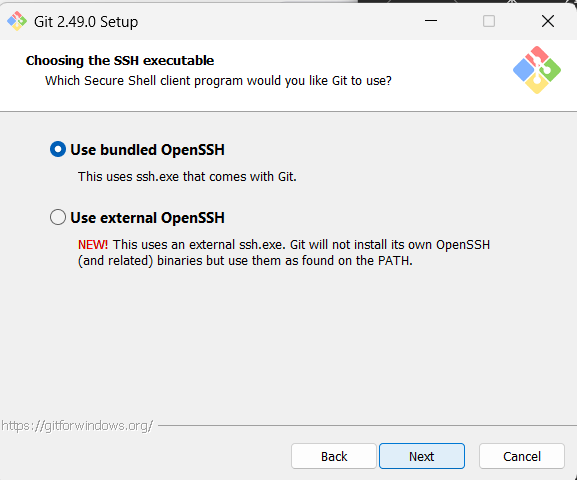 Git 2.49.0 Setup
Choosing the SSH executable
Which Secure Shell client program would you like Git to use?
Use bundled OpenSSH
This uses ssh.exe that comes with Git.
Use external OpenSSH
NEW! This uses an external ssh.exe. Git will not install its own OpenSSH
(and related) binaries but use them as found on the PATH.
https://gitforwindows.org/
Back
Next
Cancel